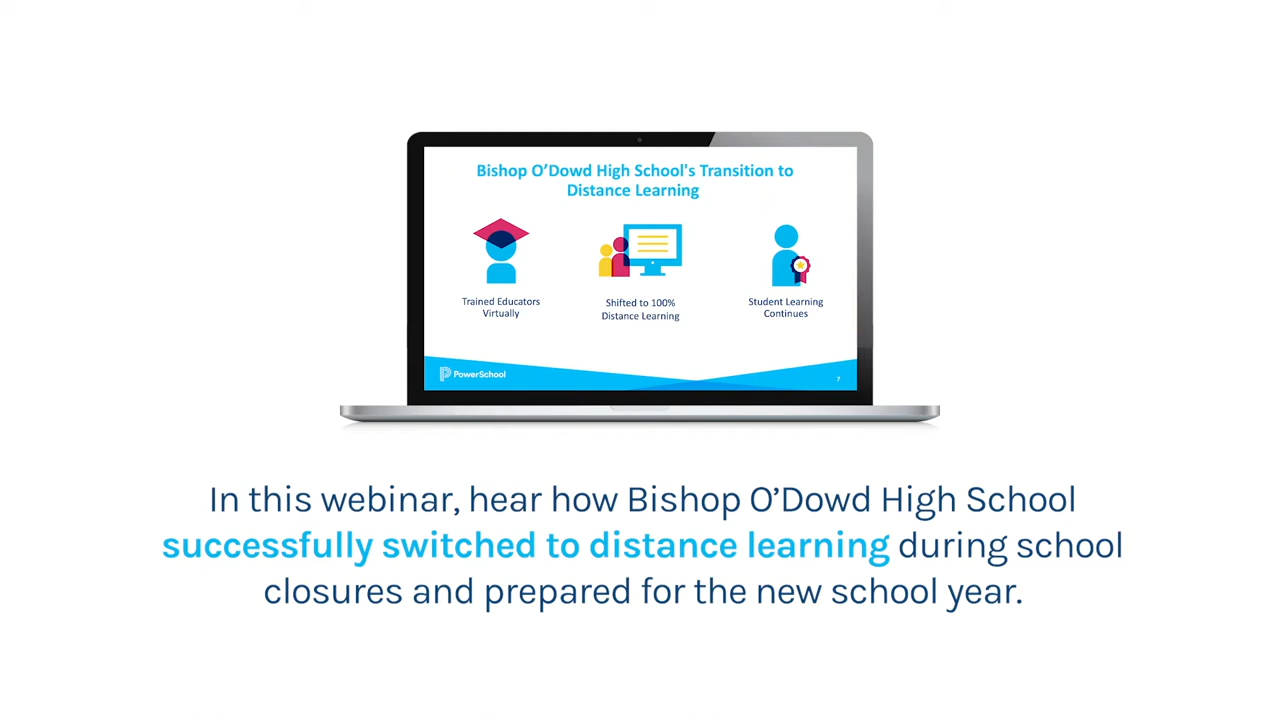 Bishop O’Dowd High School's Transition to
Distance Learning
Trained Educators
Virtually
Shifted to 100%
Distance Learning
Student Learning
Continues
PowerSchool
7
In this webinar, hear how Bishop O’Dowd High School
successfully switched to distance learning during school
closures and prepared for the new school year.